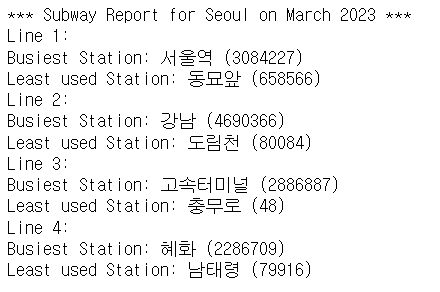 *** Subway Report for Seoul on March 2023 ***
Line 1:
Busiest Station: 서울역 (3084227)
Least used Station: 동묘앞 (658566)
Line 2:
Busiest Station: 강남 (4690366)
Least used Station: 도림천 (80084)
Line 3:
Busiest Station: 고속터미널 (2886887)
Least used Station: 충무로 (48)
Line 4:
Busiest Station: 혜화 (2286709)
Least used Station: 남태령 (79916)